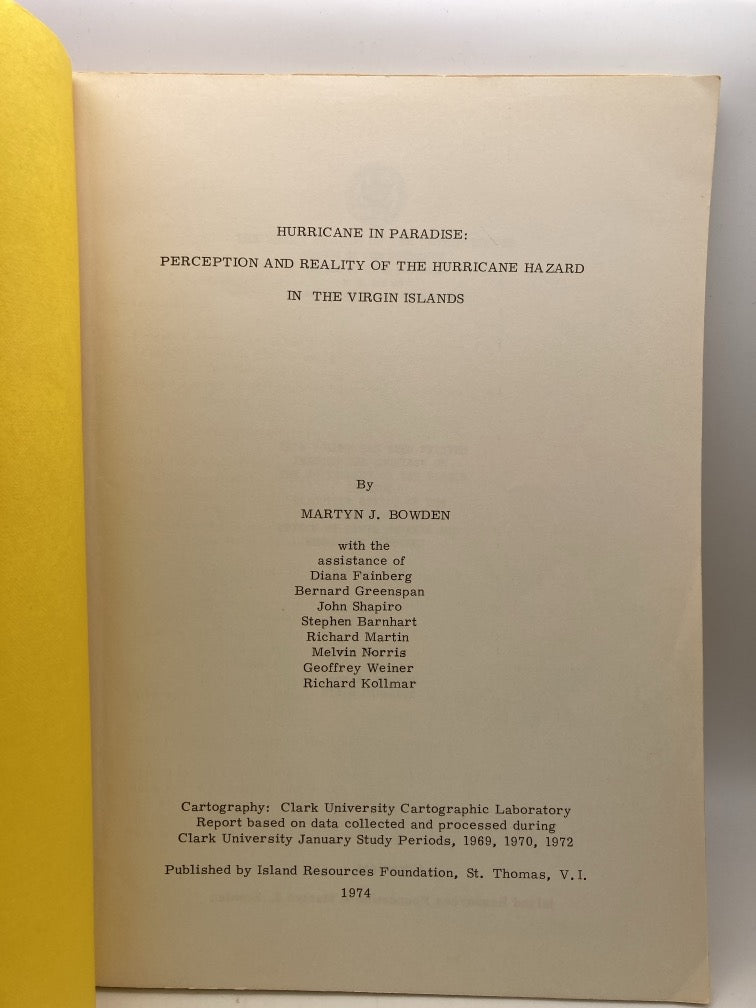 HURRICANE IN PARADISE:
PERCEPTION AND REALITY OF THE HURRICANE HAZARD
IN THE VIRGIN ISLANDS
By
MARTYN J. BOWDEN
with the
assistance of
Diana Fainberg
Bernard Greenspan
John Shapiro
Stephen Barnhart
Richard Martin
Melvin Norris
Geoffrey Weiner
Richard Kollmar
Cartography: Clark University Cartographic Laboratory
Report based on data collected and processed during
Clark University January Study Periods, 1969, 1970, 1972
Published by Island Resources Foundation, St. Thomas, V.I.
1974